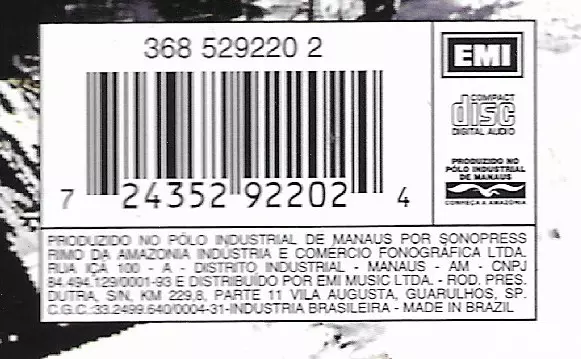 368 529220 2
EMI
COMPACT
disc
DIGITAL AUDIO
PRODUZIDO NO
PÓLO INDUSTRIAL
DE MANAUS
CONHEÇA A AMAZONIA
7 24352 92202 4
PRODUZIDO NO PÓLO INDUSTRIAL DE MANAUS POR SONOPRESS
RIMO DA AMAZONIA INDÚSTRIA E COMERCIO FONOGRÁFICA LTDA.
RUA IÇÁ 100 - A - DISTRITO INDUSTRIAL - MANAUS - AM - CNPJ
84.494.129/0001-93 E DISTRIBUÍDO POR EMI MUSIC LTDA. - ROD. PRES.
DUTRA, S/N, KM 229,8, PARTE 11 VILA AUGUSTA, GUARULHOS, SP.
C.G.C.:33.2499.640/0004-31-INDUSTRIA BRASILEIRA - MADE IN BRAZIL